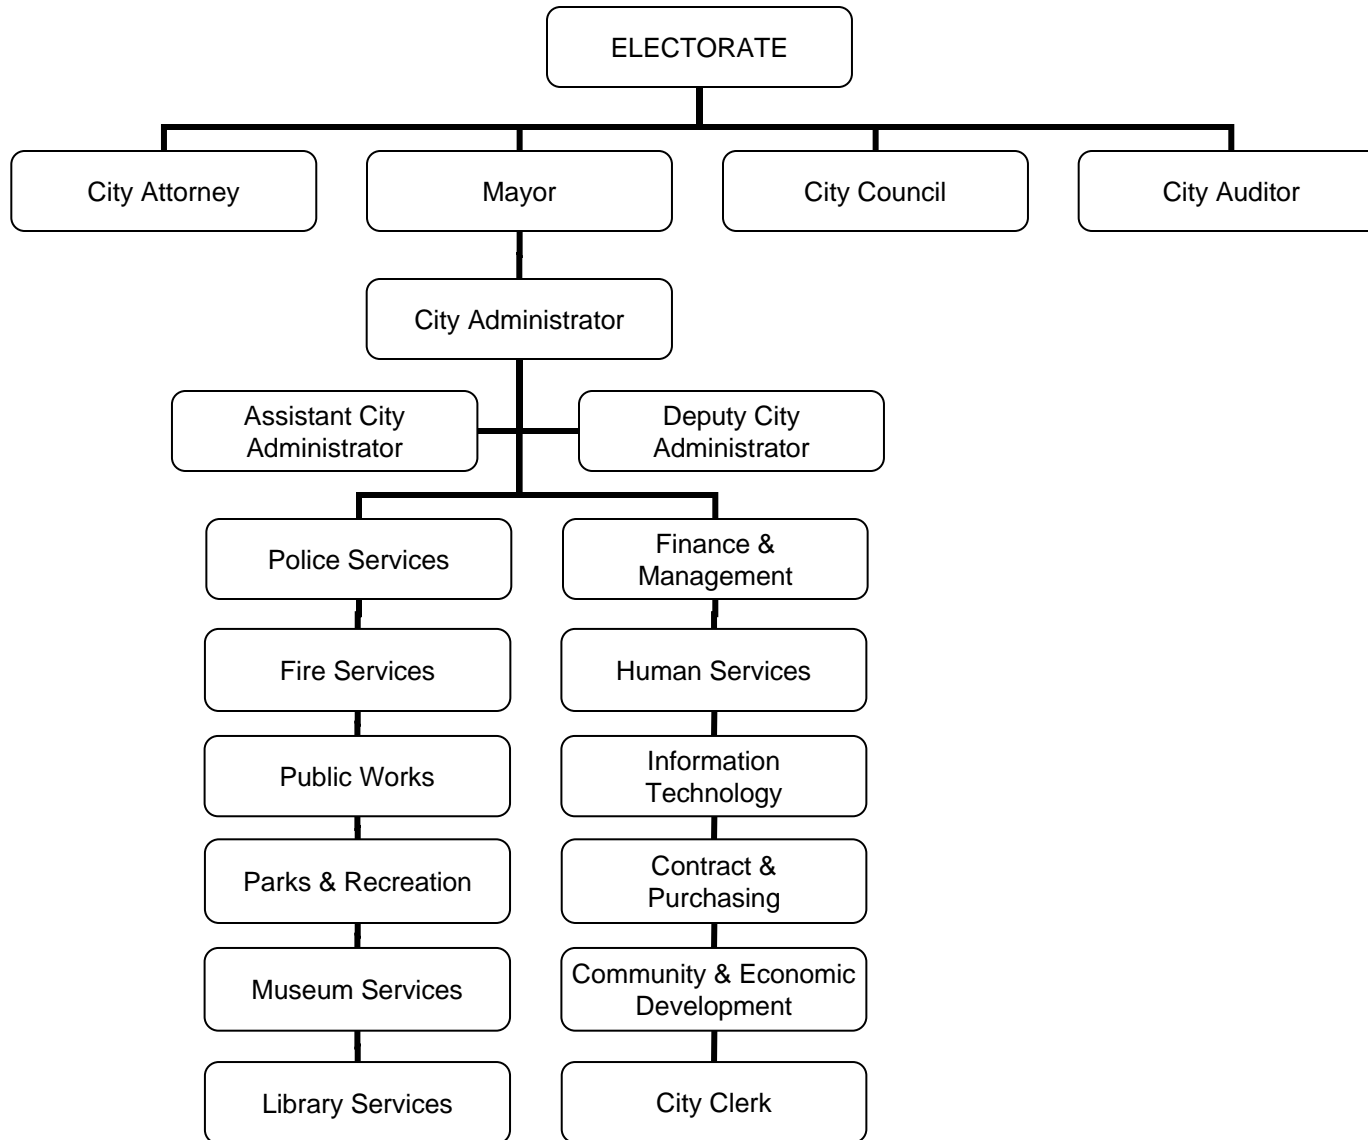 ELECTORATE
City Attorney
Mayor
City Council
City Auditor
City Administrator
Assistant City
Administrator
Deputy City
Administrator
Police Services
Finance &
Management
Fire Services
Human Services
Public Works
Information
Technology
Parks & Recreation
Contract &
Purchasing
Museum Services
Community & Economic
Development
Library Services
City Clerk